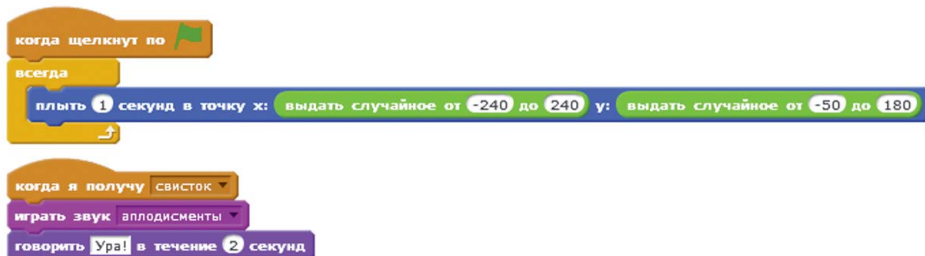 когда щелкнут по
всегда
плыть 1 секунд в точку x: выдать случайное от -240 до 240 y: выдать случайное от -50 до 180
когда я получу свисток
играть звук аплодисменты
говорить Ура! в течение 2 секунд